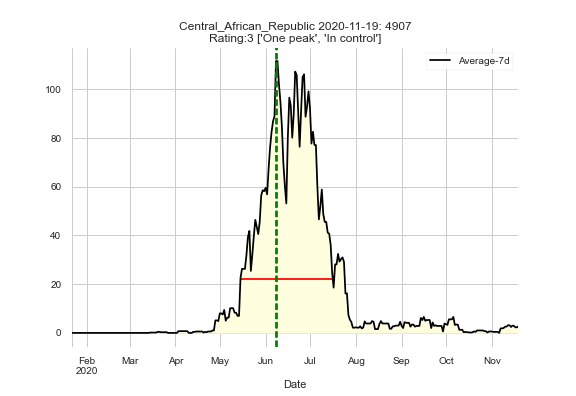 Central_African_Republic 2020-11-19: 4907
Rating:3 ['One peak', 'In control']
Average-7d
100
80
60
40
20
0
Feb Mar Apr May Jun Jul Aug Sep Oct Nov
2020
Date